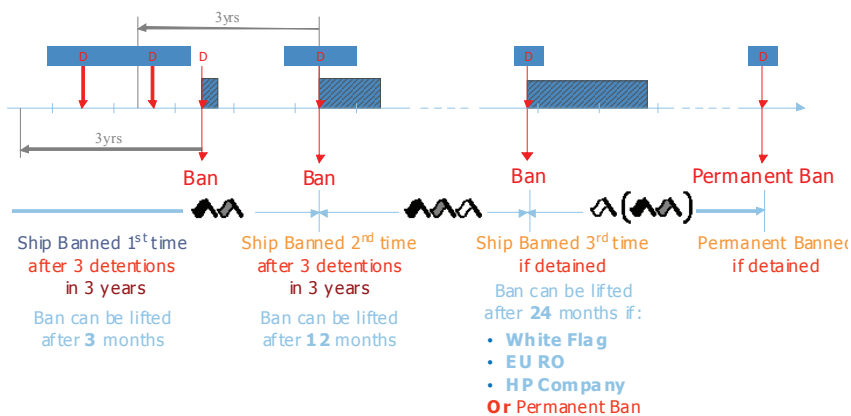 3yrs
D D D D D D
3yrs
Ban Ban Ban Permanent Ban
Ship Banned 1st time
after 3 detentions
in 3 years
Ban can be lifted
after 3 months
Ship Banned 2nd time
after 3 detentions
in 3 years
Ban can be lifted
after 12 months
Ship Banned 3rd time
if detained
Ban can be lifted
after 24 months if:
• White Flag
• EU RO
• HP Company
Or Permanent Ban
Permanent Banned
if detained